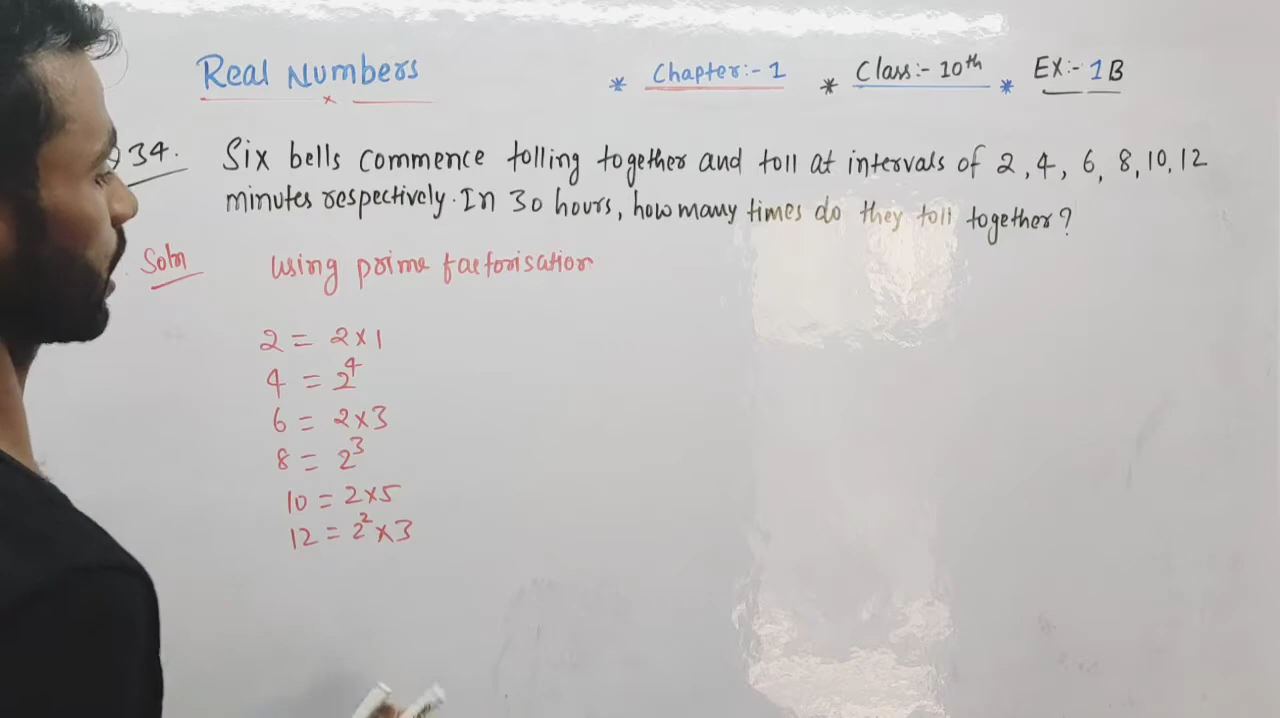 Real Numbers * Chapter:- 1 * Class:- 10th * Ex:- 1B
34. Six bells commence tolling together and toll at intervals of 2, 4, 6, 8, 10, 12
minutes respectively. In 30 hours, how many times do they toll together?
Soln using prime factorisation
2 = 2×1
4 = 2⁴
6 = 2×3
8 = 2³
10 = 2×5
12 = 2²×3